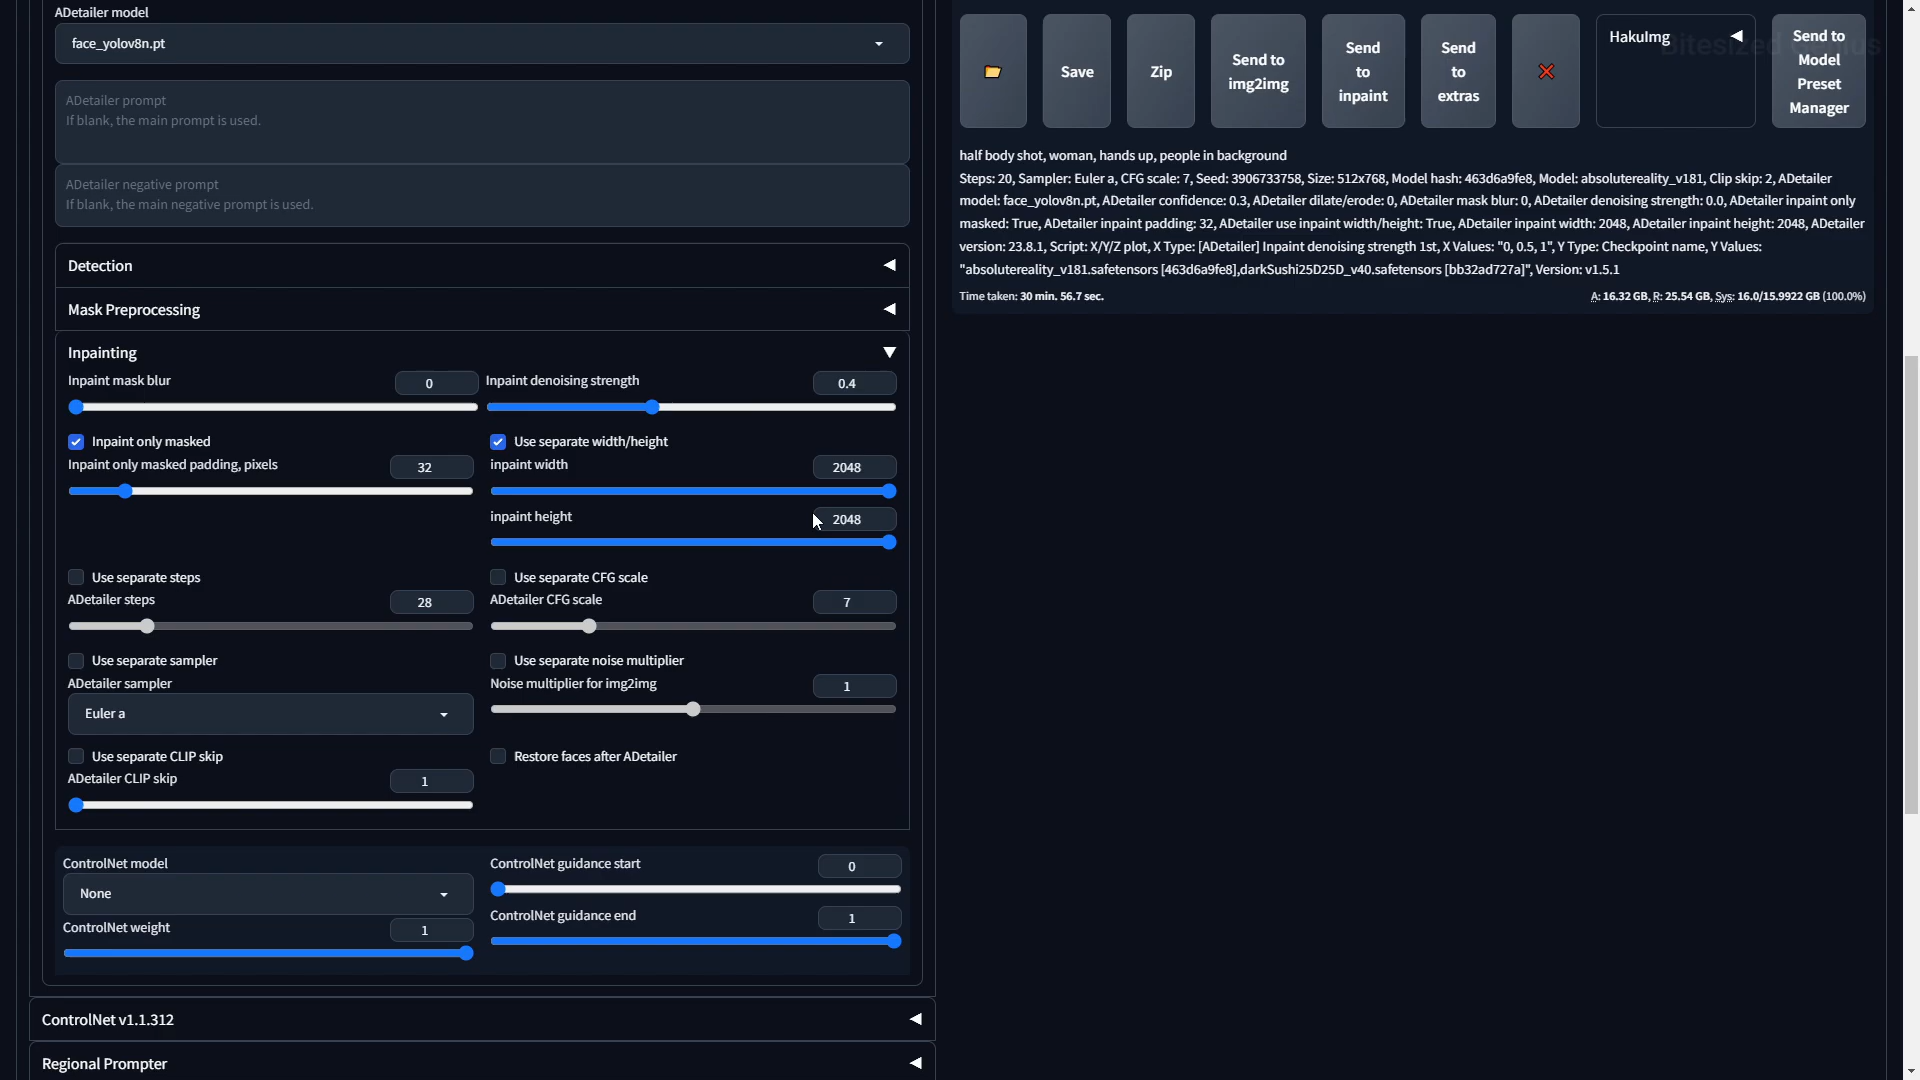 ADetailer model
face_yolov8n.pt
ADetailer prompt
If blank, the main prompt is used.
ADetailer negative prompt
If blank, the main negative prompt is used.
Detection
Mask Preprocessing
Inpainting
Inpaint mask blur
0
Inpaint denoising strength
0.4
Inpaint only masked
Use separate width/height
Inpaint only masked padding, pixels
32
inpaint width
2048
inpaint height
2048
Use separate steps
Use separate CFG scale
ADetailer steps
28
ADetailer CFG scale
7
Use separate sampler
Use separate noise multiplier
ADetailer sampler
Euler a
Noise multiplier for img2img
1
Use separate CLIP skip
Restore faces after ADetailer
ADetailer CLIP skip
1
ControlNet model
None
ControlNet guidance start
0
ControlNet weight
1
ControlNet guidance end
1
ControlNet v1.1.312
Regional Prompter
Save
Zip
Send to
img2img
Send
to
inpaint
Send
to
extras
HakuImg
Bitesized Genius
Send to
Model
Preset
Manager
half body shot, woman, hands up, people in background
Steps: 20, Sampler: Euler a, CFG scale: 7, Seed: 3906733758, Size: 512x768, Model hash: 463d6a9fe8, Model: absolutereality_v181, Clip skip: 2, ADetailer
model: face_yolov8n.pt, ADetailer confidence: 0.3, ADetailer dilate/erode: 0, ADetailer mask blur: 0, ADetailer denoising strength: 0.0, ADetailer inpaint only
masked: True, ADetailer inpaint padding: 32, ADetailer use inpaint width/height: True, ADetailer inpaint width: 2048, ADetailer inpaint height: 2048, ADetailer
version: 23.8.1, Script: X/Y/Z plot, X Type: [ADetailer] Inpaint denoising strength 1st, X Values: "0, 0.5, 1", Y Type: Checkpoint name, Y Values:
"absolutereality_v181.safetensors [463d6a9fe8],darkSushi25D25D_v40.safetensors [bb32ad727a]", Version: v1.5.1
Time taken: 30 min. 56.7 sec.
A: 16.32 GB, R: 25.54 GB, Sys: 16.0/15.9922 GB (100.0%)